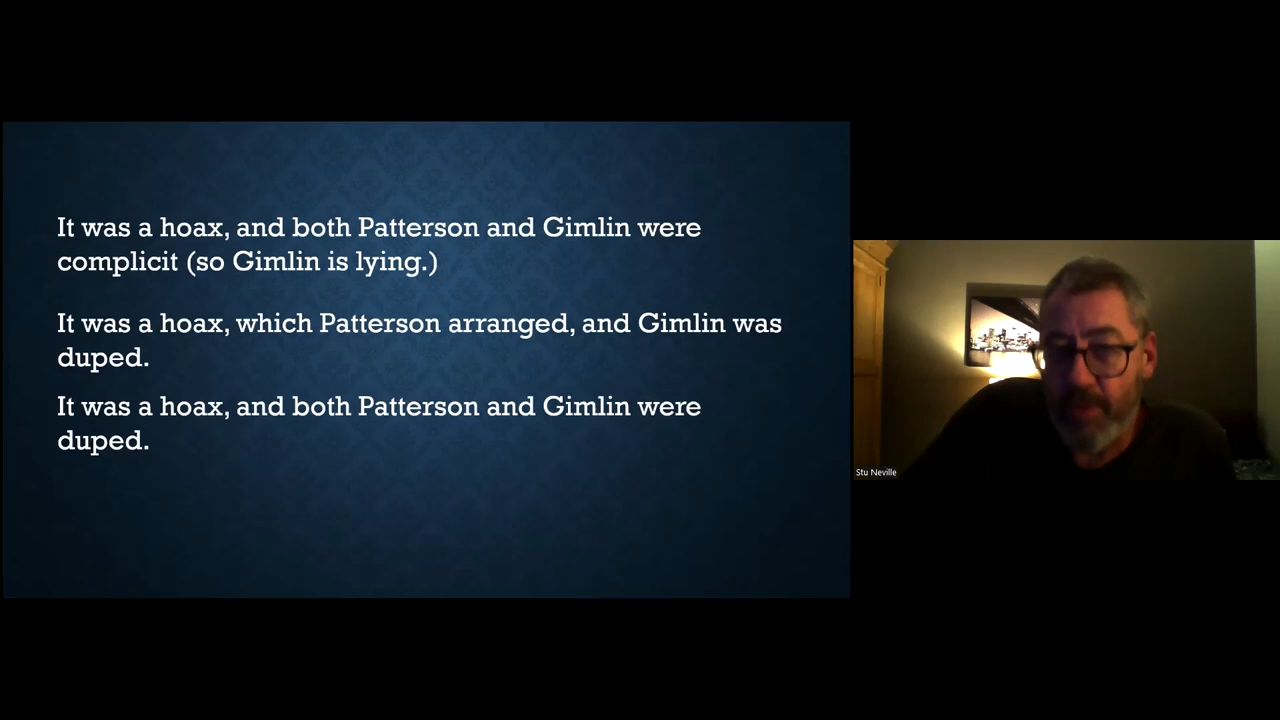 It was a hoax, and both Patterson and Gimlin were
complicit (so Gimlin is lying.)
It was a hoax, which Patterson arranged, and Gimlin was
duped.
It was a hoax, and both Patterson and Gimlin were
duped.
Stu Neville